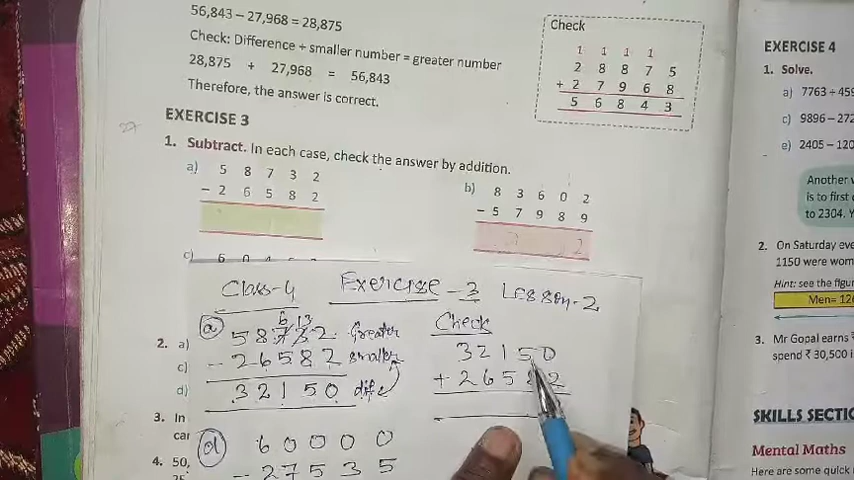 56,843 – 27,968 = 28,875
Check: Difference + smaller number = greater number
28,875 + 27,968 = 56,843
Therefore, the answer is correct.
Check
1 1 1 1
2 8 8 7 5
+ 2 7 9 6 8
5 6 8 4 3
EXERCISE 3
1. Subtract. In each case, check the answer by addition.
a) 5 8 7 3 2
– 2 6 5 8 2
b) 8 3 6 0 2
– 5 7 9 8 9
c)
2. a)
c)
d)
3. In
car
4. 50,
Class-4 Exercise-3 Lesson-2
(a) 6 13
5 8 7 3 2 Greater
- 2 6 5 8 2 smaller
3 2 1 5 0 diff
Check
3 2 1 5 0
+ 2 6 5 8 2
(d) 6 0 0 0 0
- 2 7 5 3 5
EXERCISE 4
1. Solve.
a) 7763 + 459
c) 9896 – 272
e) 2405 – 120
Another
is to first
to 2304.
2. On Saturday eve
1150 were wom
Hint: see the figur
Men= 126
3. Mr Gopal earns
spend ₹ 30,500 i
SKILLS SECTIO
Mental Maths
Here are some quick